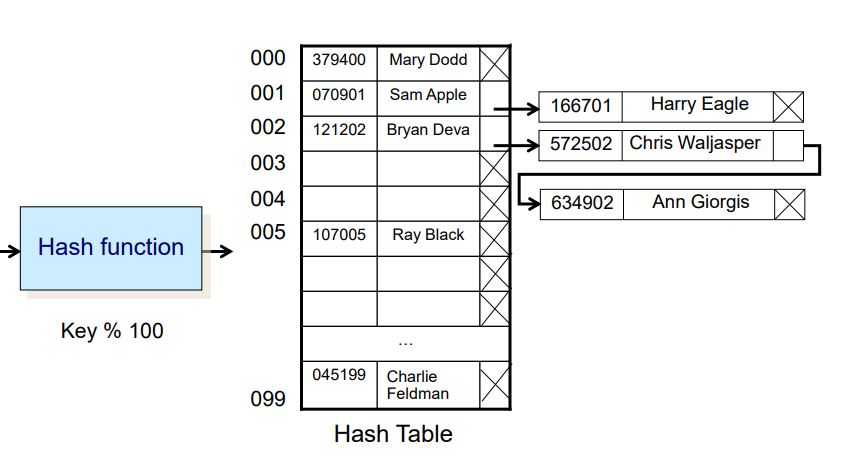 000 379400 Mary Dodd
001 070901 Sam Apple
166701 Harry Eagle
002 121202 Bryan Deva
572502 Chris Waljasper
003
004
634902 Ann Giorgis
005 107005 Ray Black
Hash function
Key % 100
...
045199 Charlie
Feldman
099
Hash Table